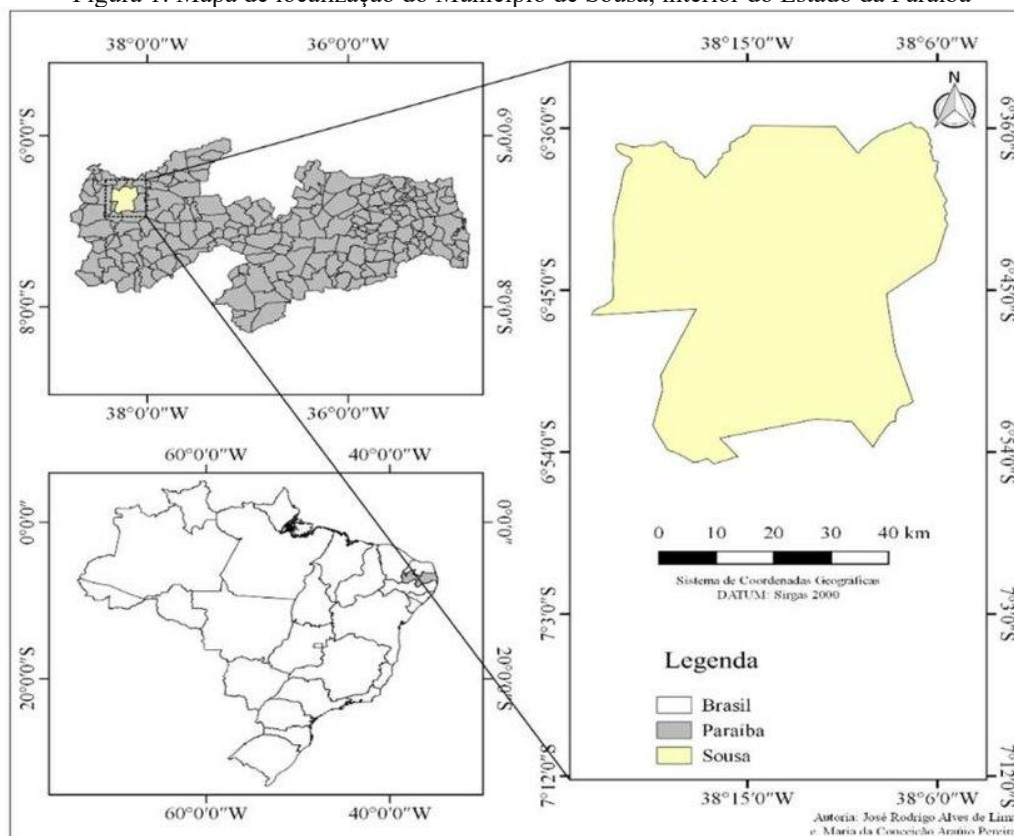 Figura 1: Mapa de localização do Município de Sousa, interior do Estado da Paraíba
38°0'0"W 36°0'0"W
6°0'0"S 6°0'0"S
8°0'0"S 8°0'0"S
38°0'0"W 36°0'0"W
60°0'0"W 40°0'0"W
0°0'0" 0°0'0"
20°0'0"S 20°0'0"S
60°0'0"W 40°0'0"W
38°15'0"W 38°6'0"W
N
6°36'0"S 6°36'0"S
6°45'0"S 6°45'0"S
6°54'0"S 6°54'0"S
0 10 20 30 40 km
Sistema de Coordenadas Geográficas
DATUM: Sirgas 2000
7°3'0"S 7°3'0"S
Legenda
Brasil
Paraíba
Sousa
7°12'0"S 7°12'0"S
38°15'0"W 38°6'0"W
Autoria: José Rodrigo Alves de Lima
e Maria da Conceição Araújo Pereira